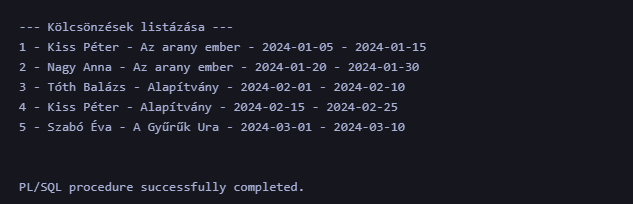 --- Kölcsönzések listázása ---
1 - Kiss Péter - Az arany ember - 2024-01-05 - 2024-01-15
2 - Nagy Anna - Az arany ember - 2024-01-20 - 2024-01-30
3 - Tóth Balázs - Alapítvány - 2024-02-01 - 2024-02-10
4 - Kiss Péter - Alapítvány - 2024-02-15 - 2024-02-25
5 - Szabó Éva - A Gyűrűk Ura - 2024-03-01 - 2024-03-10
PL/SQL procedure successfully completed.